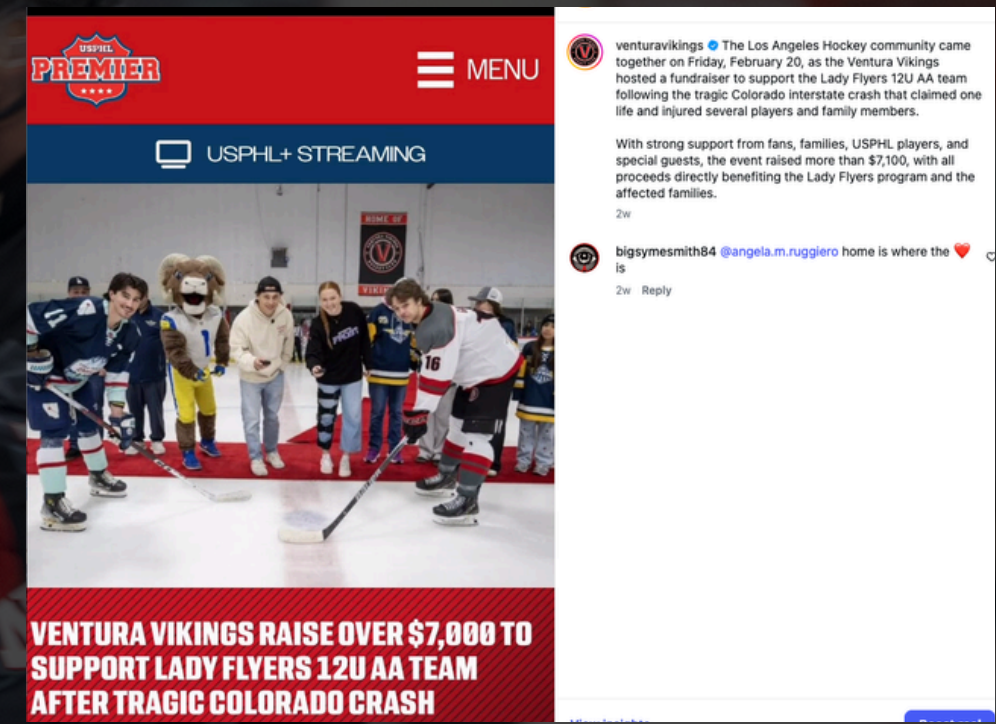 USPHL
PREMIER
MENU
USPHL+ STREAMING
HOME OF
V
VIKINGS
11
1
16
VENTURA VIKINGS RAISE OVER $7,000 TO
SUPPORT LADY FLYERS 12U AA TEAM
AFTER TRAGIC COLORADO CRASH
venturavikings The Los Angeles Hockey community came
together on Friday, February 20, as the Ventura Vikings
hosted a fundraiser to support the Lady Flyers 12U AA team
following the tragic Colorado interstate crash that claimed one
life and injured several players and family members.
With strong support from fans, families, USPHL players, and
special guests, the event raised more than $7,100, with all
proceeds directly benefiting the Lady Flyers program and the
affected families.
2w
bigsymesmith84 @angela.m.ruggiero home is where the ❤️
is
2w Reply